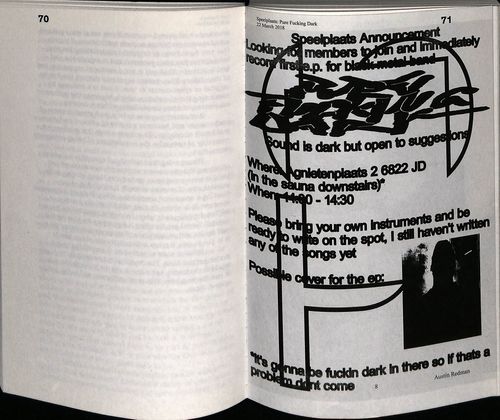 70
Speelplaats: Pure Fucking Dark
22 March 2018
71
Speelplaats Announcement
Looking for members to join and immediately
record first e.p. for black metal band
Sound is dark but open to suggestions
Where: Agnietenplaats 2 6822 JD
(in the sauna downstairs)*
When: 14:00 - 14:30
Please bring your own instruments and be
ready to write on the spot, I still haven't written
any of the songs yet
Possible cover for the ep:
*It's gonna be fuckin dark in there so if thats a
problem dont come
8
Austin Redman